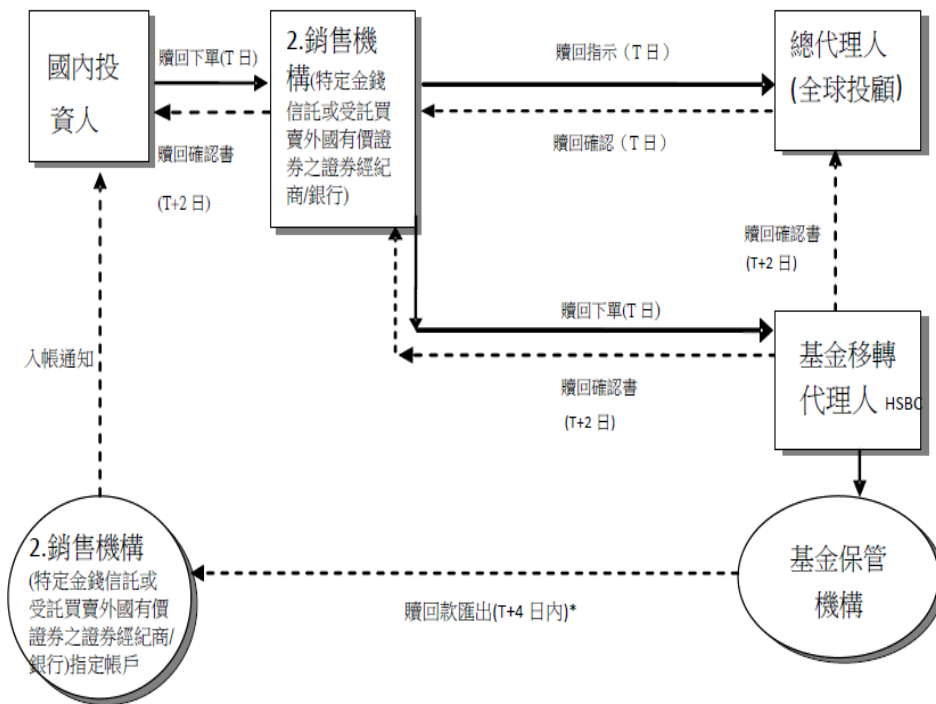 國內投
資人
贖回下單(T 日)
贖回確認書
(T+2 日)
2.銷售機
構(特定金錢
信託或受託買
賣外國有價證
券之證券經紀
商/銀行)
贖回指示（T 日）
贖回確認（T 日）
總代理人
(全球投顧)
贖回確認書
(T+2 日)
贖回下單(T 日)
贖回確認書
(T+2 日)
基金移轉
代理人 HSBC
入帳通知
2.銷售機構
(特定金錢信託或
受託買賣外國有價
證券之證券經紀商/
銀行)指定帳戶
贖回款匯出(T+4 日內)*
基金保管
機構